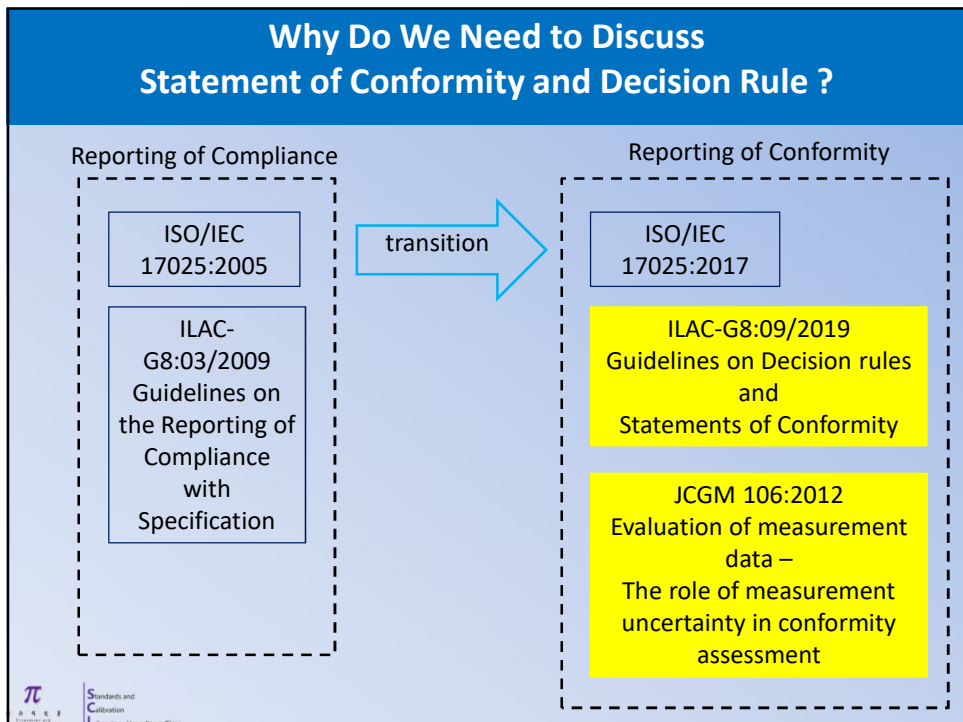 Why Do We Need to Discuss
Statement of Conformity and Decision Rule ?
Reporting of Compliance
ISO/IEC
17025:2005
ILAC-
G8:03/2009
Guidelines on
the Reporting of
Compliance
with
Specification
transition
Reporting of Conformity
ISO/IEC
17025:2017
ILAC-G8:09/2019
Guidelines on Decision rules
and
Statements of Conformity
JCGM 106:2012
Evaluation of measurement
data –
The role of measurement
uncertainty in conformity
assessment
π
Standards and
Calibration